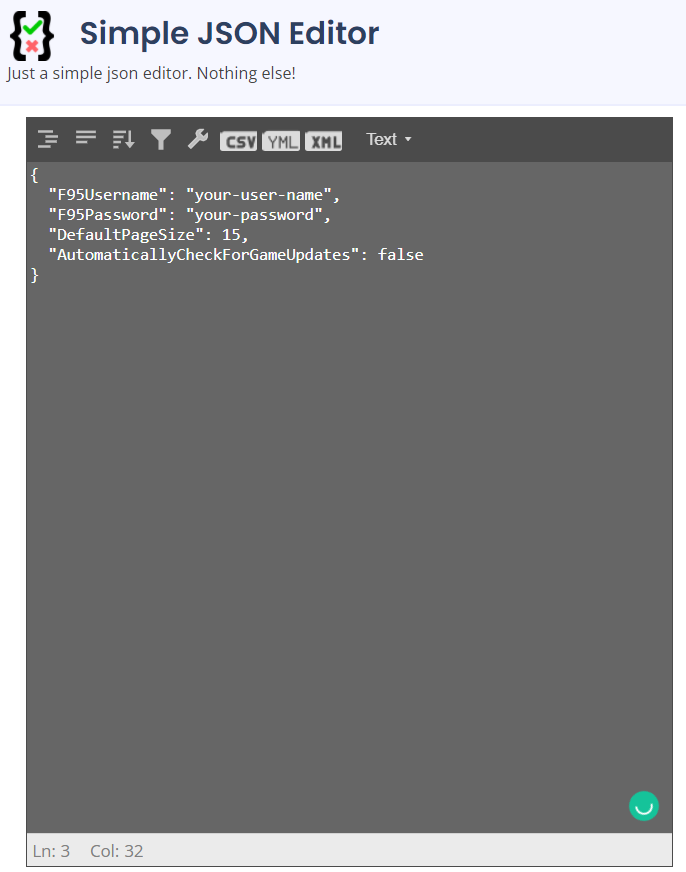 Simple JSON Editor
Just a simple json editor. Nothing else!
CSV YML XML Text
{
  "F95Username": "your-user-name",
  "F95Password": "your-password",
  "DefaultPageSize": 15,
  "AutomaticallyCheckForGameUpdates": false
}
Ln: 3 Col: 32